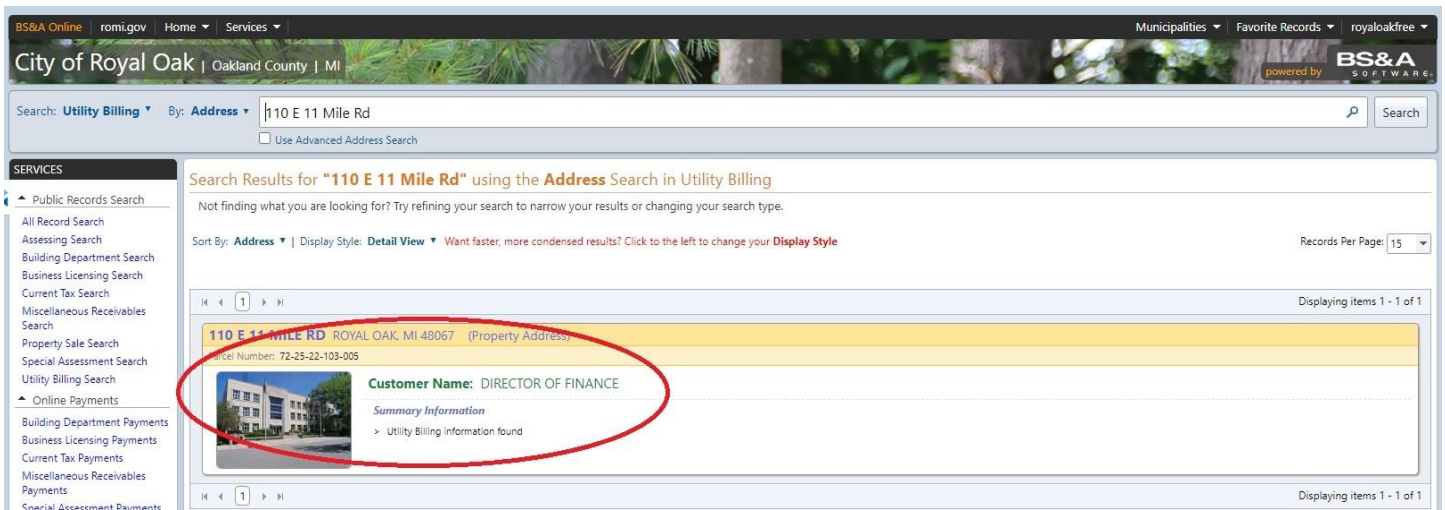 BS&A Online romi.gov Home Services Municipalities Favorite Records royaloakfree
City of Royal Oak | Oakland County | MI
powered by BS&A SOFTWARE®
Search: Utility Billing By: Address 110 E 11 Mile Rd Search
Use Advanced Address Search
SERVICES
Public Records Search
All Record Search
Assessing Search
Building Department Search
Business Licensing Search
Current Tax Search
Miscellaneous Receivables
Search
Property Sale Search
Special Assessment Search
Utility Billing Search
Online Payments
Building Department Payments
Business Licensing Payments
Current Tax Payments
Miscellaneous Receivables
Payments
Special Assessment Payments
Search Results for "110 E 11 Mile Rd" using the Address Search in Utility Billing
Not finding what you are looking for? Try refining your search to narrow your results or changing your search type.
Sort By: Address | Display Style: Detail View Want faster, more condensed results? Click to the left to change your Display Style Records Per Page: 15
1 Displaying items 1 - 1 of 1
110 E 11 MILE RD ROYAL OAK, MI 48067 (Property Address)
Parcel Number: 72-25-22-103-005
Customer Name: DIRECTOR OF FINANCE
Summary Information
> Utility Billing information found
1 Displaying items 1 - 1 of 1